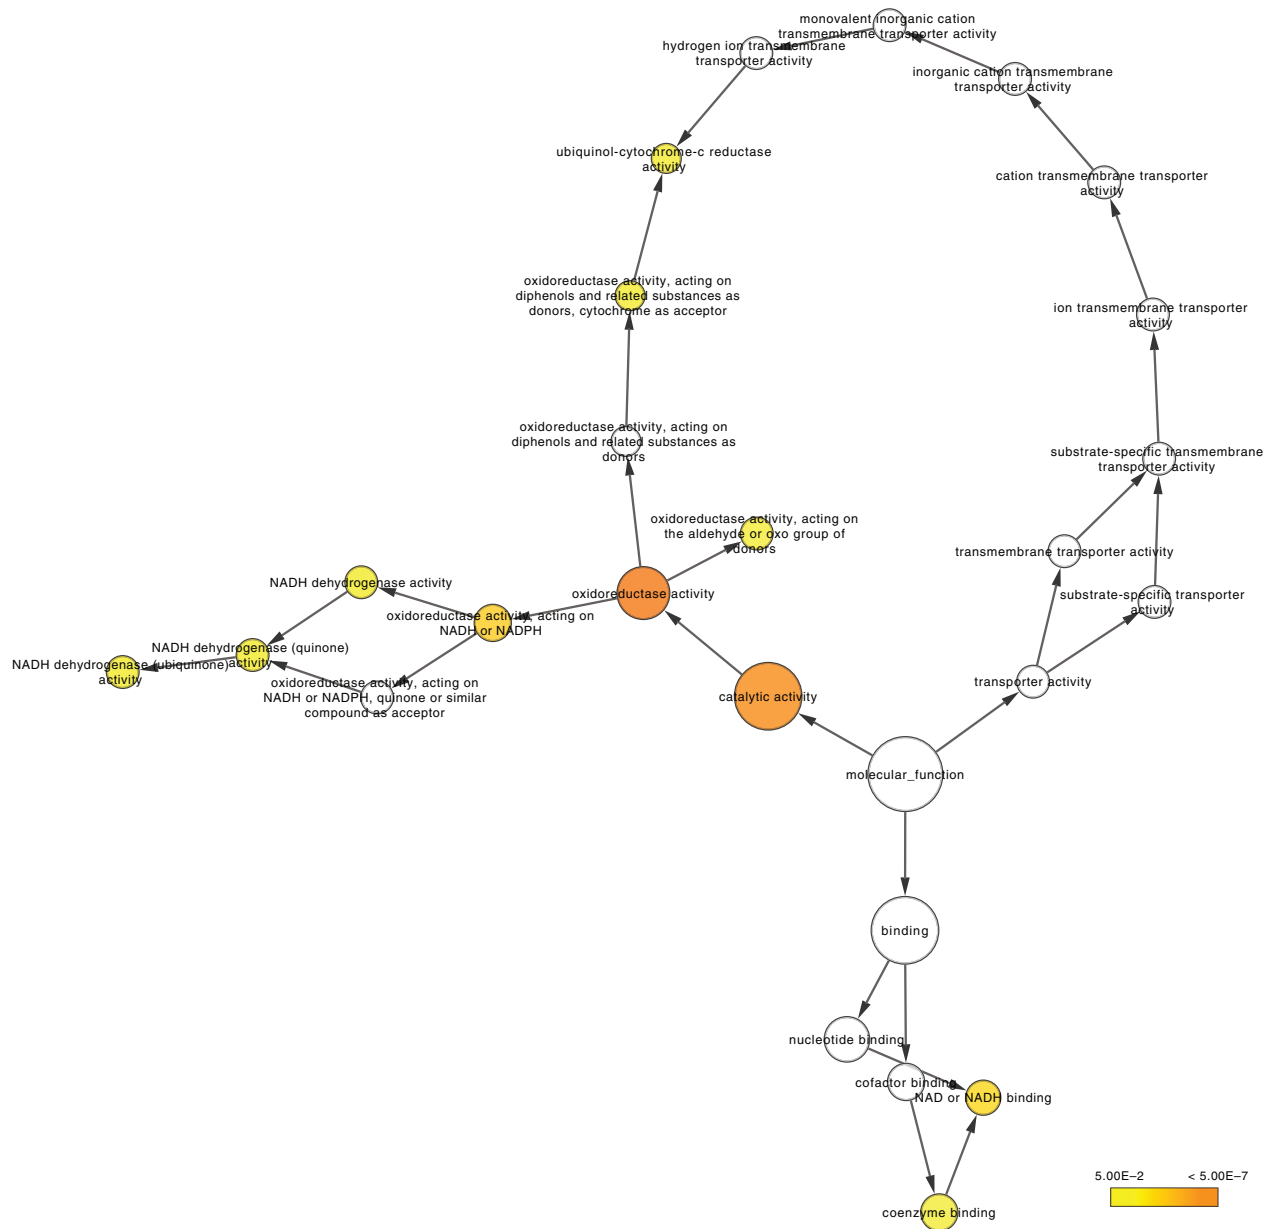 monovalent inorganic cation
transmembrane transporter activity
hydrogen ion transmembrane
transporter activity
inorganic cation transmembrane
transporter activity
ubiquinol-cytochrome-c reductase
activity
cation transmembrane transporter
activity
oxidoreductase activity, acting on
diphenols and related substances as
donors, cytochrome as acceptor
ion transmembrane transporter
activity
oxidoreductase activity, acting on
diphenols and related substances as
donors
substrate-specific transmembrane
transporter activity
oxidoreductase activity, acting on
the aldehyde or oxo group of
donors
transmembrane transporter activity
NADH dehydrogenase activity
oxidoreductase activity
substrate-specific transporter
activity
oxidoreductase activity, acting on
NADH or NADPH
NADH dehydrogenase (quinone)
activity
NADH dehydrogenase (ubiquinone)
activity
oxidoreductase activity, acting on
NADH or NADPH, quinone or similar
compound as acceptor
transporter activity
catalytic activity
molecular_function
binding
nucleotide binding
cofactor binding
NAD or NADH binding
coenzyme binding
5.00E−2 < 5.00E−7